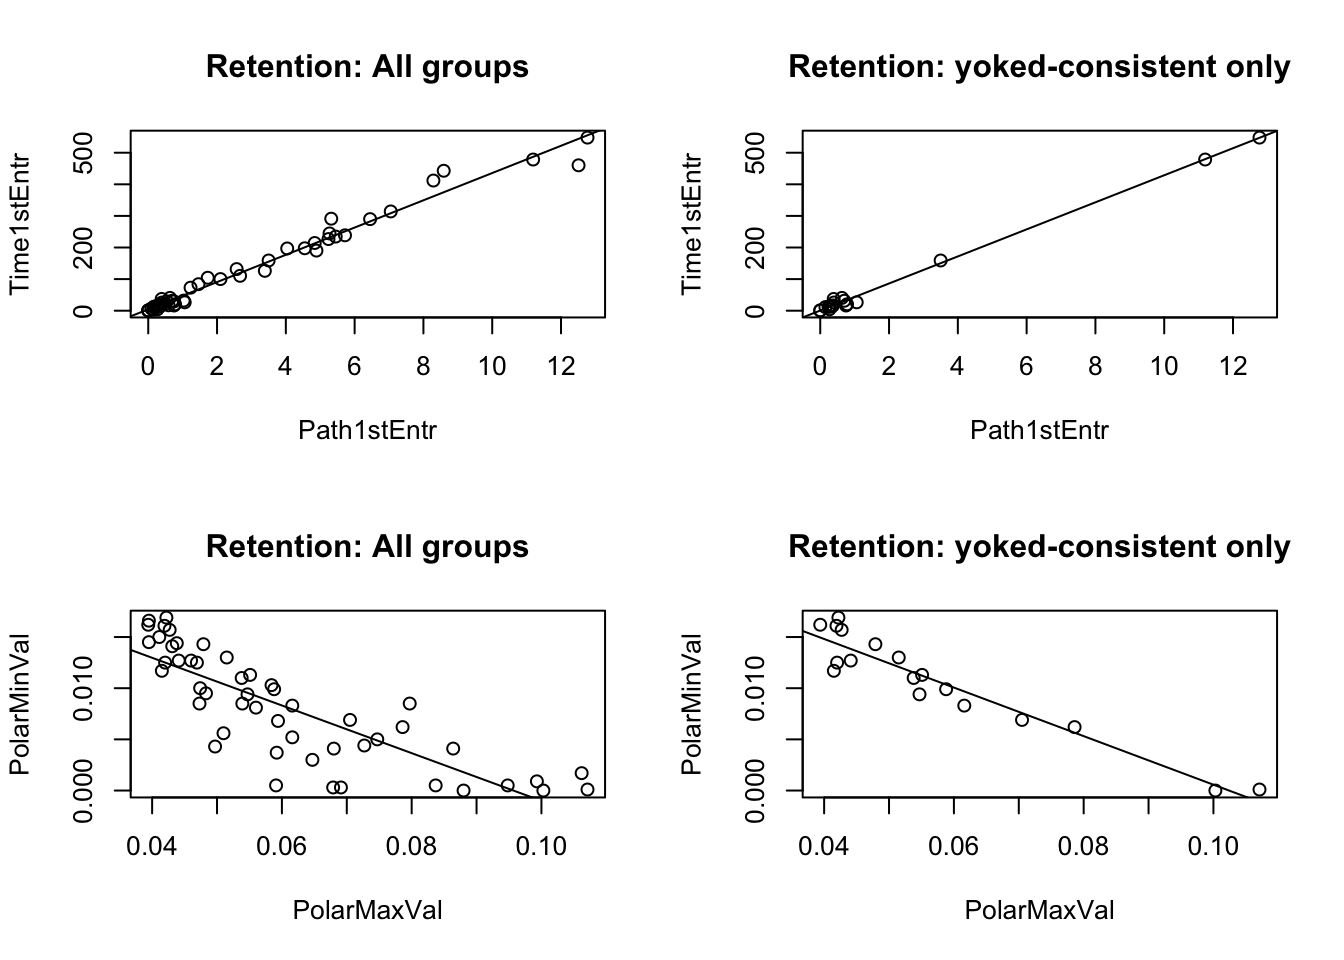 Retention: All groups
Time1stEntr
0 200 500
0 2 4 6 8 10 12
Path1stEntr
Retention: yoked-consistent only
Time1stEntr
0 200 500
0 2 4 6 8 10 12
Path1stEntr
Retention: All groups
PolarMinVal
0.000 0.010
0.04 0.06 0.08 0.10
PolarMaxVal
Retention: yoked-consistent only
PolarMinVal
0.000 0.010
0.04 0.06 0.08 0.10
PolarMaxVal